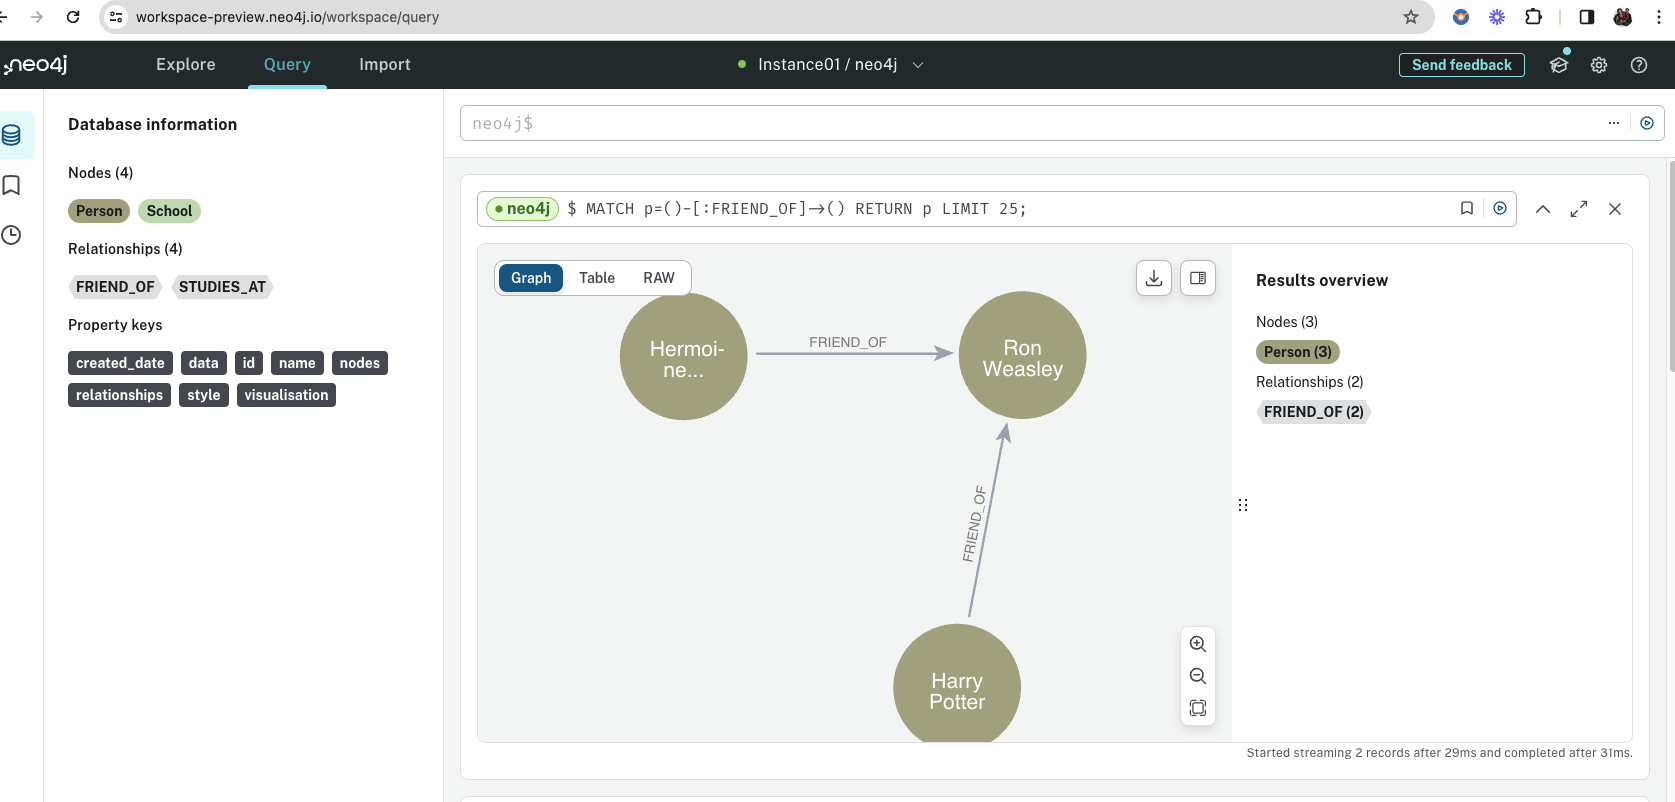 workspace-preview.neo4j.io/workspace/query
neo4j
Explore
Query
Import
Instance01 / neo4j
Send feedback
Database information
Nodes (4)
Person
School
Relationships (4)
FRIEND_OF
STUDIES_AT
Property keys
created_date data id name nodes
relationships style visualisation
neo4j$
neo4j $ MATCH p=()-[:FRIEND_OF]->() RETURN p LIMIT 25;
Graph Table RAW
Hermoi-
ne...
FRIEND_OF
Ron
Weasley
FRIEND_OF
Harry
Potter
Results overview
Nodes (3)
Person (3)
Relationships (2)
FRIEND_OF (2)
Started streaming 2 records after 29ms and completed after 31ms.